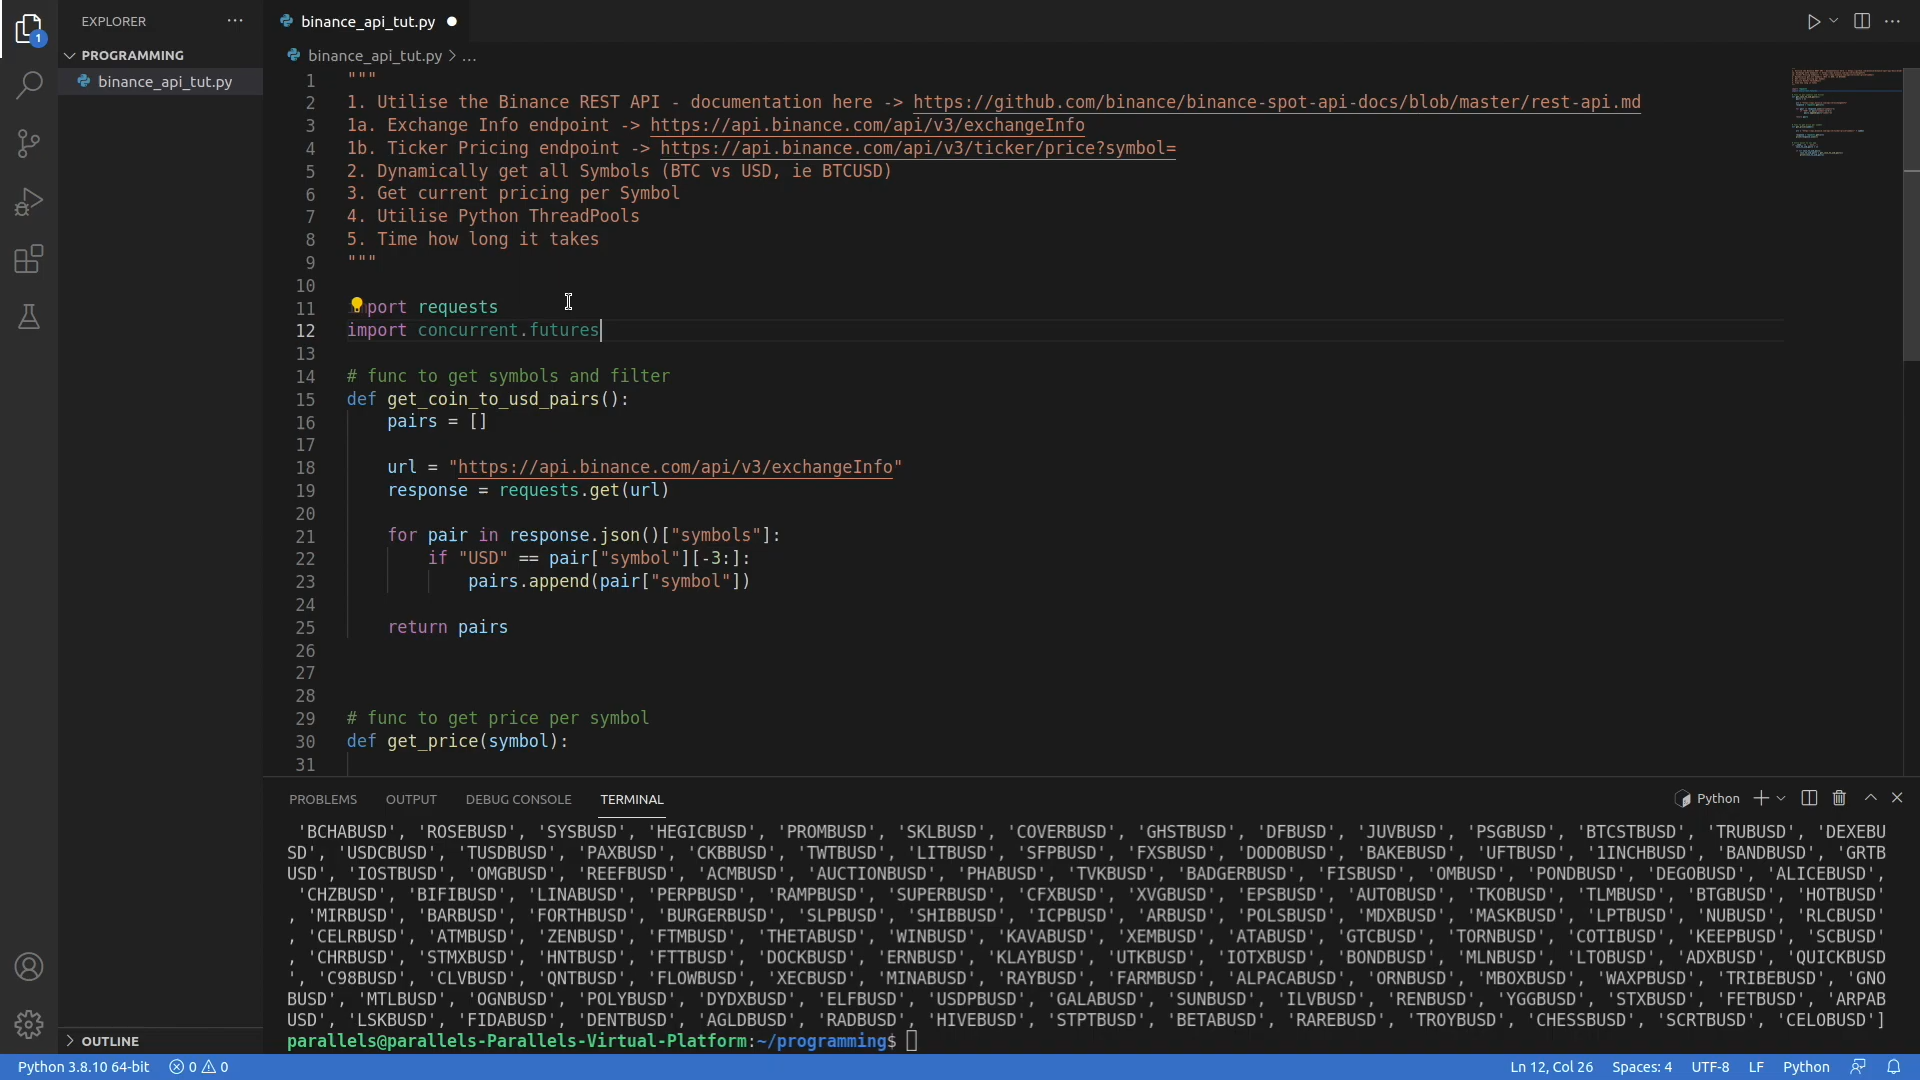 EXPLORER
PROGRAMMING
binance_api_tut.py
OUTLINE
1
binance_api_tut.py
binance_api_tut.py > ...
1 """
2 1. Utilise the Binance REST API - documentation here -> https://github.com/binance/binance-spot-api-docs/blob/master/rest-api.md
3 1a. Exchange Info endpoint -> https://api.binance.com/api/v3/exchangeInfo
4 1b. Ticker Pricing endpoint -> https://api.binance.com/api/v3/ticker/price?symbol=
5 2. Dynamically get all Symbols (BTC vs USD, ie BTCUSD)
6 3. Get current pricing per Symbol
7 4. Utilise Python ThreadPools
8 5. Time how long it takes
9 """
10
11 import requests
12 import concurrent.futures
13
14 # func to get symbols and filter
15 def get_coin_to_usd_pairs():
16 pairs = []
17
18 url = "https://api.binance.com/api/v3/exchangeInfo"
19 response = requests.get(url)
20
21 for pair in response.json()["symbols"]:
22 if "USD" == pair["symbol"][-3:]:
23 pairs.append(pair["symbol"])
24
25 return pairs
26
27
28
29 # func to get price per symbol
30 def get_price(symbol):
31
PROBLEMS OUTPUT DEBUG CONSOLE TERMINAL Python
'BCHABUSD', 'ROSEBUSD', 'SYSBUSD', 'HEGICBUSD', 'PROMBUSD', 'SKLBUSD', 'COVERBUSD', 'GHSTBUSD', 'DFBUSD', 'JUVBUSD', 'PSGBUSD', 'BTCSTBUSD', 'TRUBUSD', 'DEXEBU
SD', 'USDCBUSD', 'TUSDBUSD', 'PAXBUSD', 'CKBBUSD', 'TWTBUSD', 'LITBUSD', 'SFPBUSD', 'FXSBUSD', 'DODOBUSD', 'BAKEBUSD', 'UFTBUSD', '1INCHBUSD', 'BANDBUSD', 'GRTB
USD', 'IOSTBUSD', 'OMGBUSD', 'REEFBUSD', 'ACMBUSD', 'AUCTIONBUSD', 'PHABUSD', 'TVKBUSD', 'BADGERBUSD', 'FISBUSD', 'OMBUSD', 'PONDBUSD', 'DEGOBUSD', 'ALICEBUSD',
'CHZBUSD', 'BIFIBUSD', 'LINABUSD', 'PERPBUSD', 'RAMPBUSD', 'SUPERBUSD', 'CFXBUSD', 'XVGBUSD', 'EPSBUSD', 'AUTOBUSD', 'TKOBUSD', 'TLMBUSD', 'BTGBUSD', 'HOTBUSD'
, 'MIRBUSD', 'BARBUSD', 'FORTHBUSD', 'BURGERBUSD', 'SLPBUSD', 'SHIBBUSD', 'ICPBUSD', 'ARBUSD', 'POLSBUSD', 'MDXBUSD', 'MASKBUSD', 'LPTBUSD', 'NUBUSD', 'RLCBUSD'
, 'CELRBUSD', 'ATMBUSD', 'ZENBUSD', 'FTMBUSD', 'THETABUSD', 'WINBUSD', 'KAVABUSD', 'XEMBUSD', 'ATABUSD', 'GTCBUSD', 'TORNBUSD', 'COTIBUSD', 'KEEPBUSD', 'SCBUSD'
, 'CHRBUSD', 'STMXBUSD', 'HNTBUSD', 'FTTBUSD', 'DOCKBUSD', 'ERNBUSD', 'KLAYBUSD', 'UTKBUSD', 'IOTXBUSD', 'BONDBUSD', 'MLNBUSD', 'LTOBUSD', 'ADXBUSD', 'QUICKBUSD
', 'C98BUSD', 'CLVBUSD', 'QNTBUSD', 'FLOWBUSD', 'XECBUSD', 'MINABUSD', 'RAYBUSD', 'FARMBUSD', 'ALPACABUSD', 'ORNBUSD', 'MBOXBUSD', 'WAXPBUSD', 'TRIBEBUSD', 'GNO
BUSD', 'MTLBUSD', 'OGNBUSD', 'POLYBUSD', 'DYDXBUSD', 'ELFBUSD', 'USDPBUSD', 'GALABUSD', 'SUNBUSD', 'ILVBUSD', 'RENBUSD', 'YGGBUSD', 'STXBUSD', 'FETBUSD', 'ARPAB
USD', 'LSKBUSD', 'FIDABUSD', 'DENTBUSD', 'AGLDBUSD', 'RADBUSD', 'HIVEBUSD', 'STPTBUSD', 'BETABUSD', 'RAREBUSD', 'TROYBUSD', 'CHESSBUSD', 'SCRTBUSD', 'CELOBUSD']
parallels@parallels-Parallels-Virtual-Platform:~/programming$
Python 3.8.10 64-bit 0 0 Ln 12, Col 26 Spaces: 4 UTF-8 LF Python